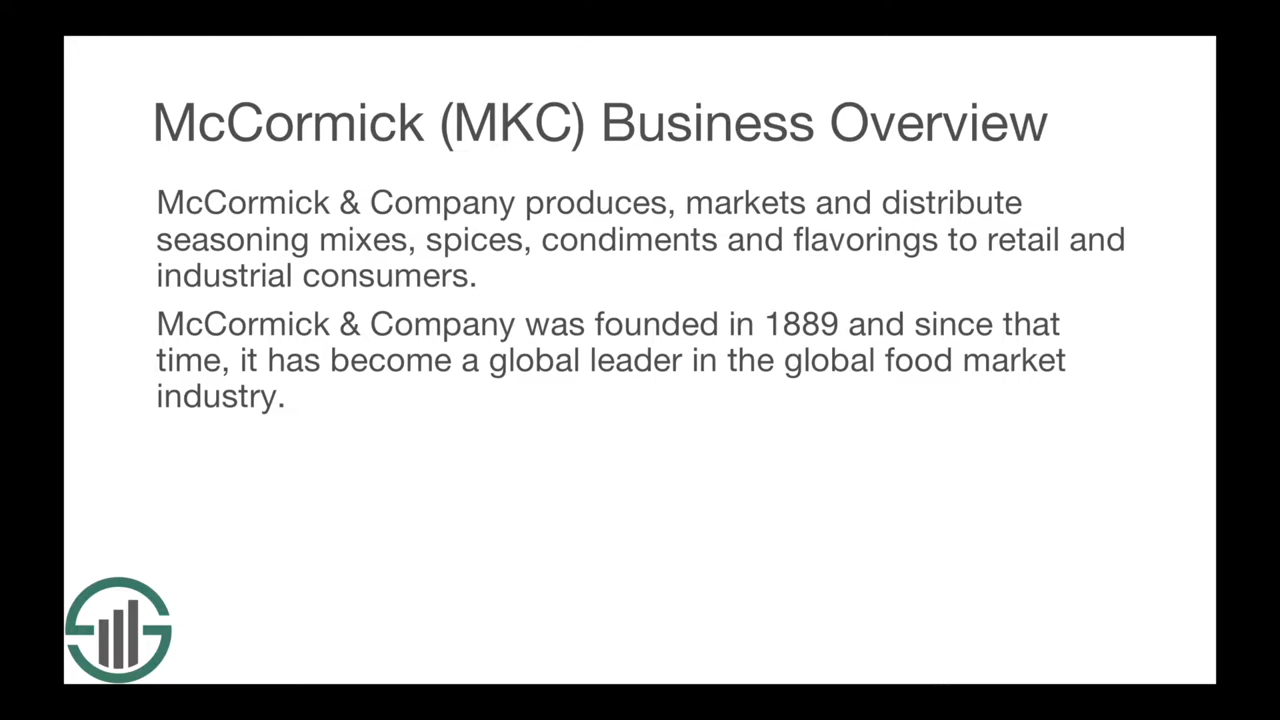 McCormick (MKC) Business Overview
McCormick & Company produces, markets and distribute
seasoning mixes, spices, condiments and flavorings to retail and
industrial consumers.
McCormick & Company was founded in 1889 and since that
time, it has become a global leader in the global food market
industry.